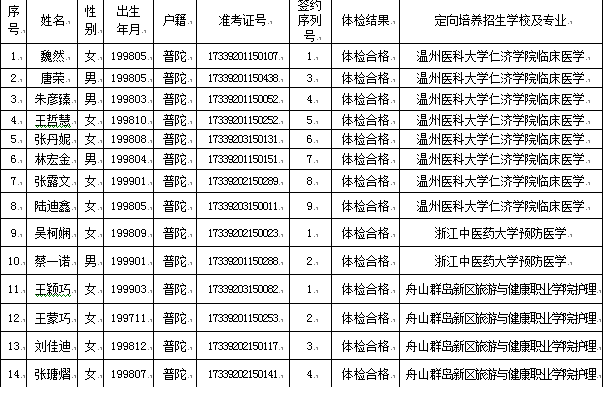 序号 姓名 性别 出生年月 户籍 准考证号 签约序列号 体检结果 定向培养招生学校及专业
1. 魏然 女 199805 普陀 17339201150107 1 体检合格 温州医科大学仁济学院临床医学
2. 唐荣 男 199805 普陀 17339201150438 3 体检合格 温州医科大学仁济学院临床医学
3. 朱彦臻 男 199803 普陀 17339201150052 4 体检合格 温州医科大学仁济学院临床医学
4. 王哲慧 女 199810 普陀 17339201150252 5 体检合格 温州医科大学仁济学院临床医学
5. 张丹妮 女 199808 普陀 17339203150131 6 体检合格 温州医科大学仁济学院临床医学
6. 林宏金 男 199804 普陀 17339201150151 7 体检合格 温州医科大学仁济学院临床医学
7. 张露文 女 199901 普陀 17339202150289 8 体检合格 温州医科大学仁济学院临床医学
8. 陆迪鑫 女 199805 普陀 17339203150011 9 体检合格 温州医科大学仁济学院临床医学
9. 吴柯娴 女 199809 普陀 17339202150023 1 体检合格 浙江中医药大学预防医学
10. 蔡一诺 男 199901 普陀 17339201150288 2 体检合格 浙江中医药大学预防医学
11. 王颖巧 女 199903 普陀 17339203150082 1 体检合格 舟山群岛新区旅游与健康职业学院护理
12. 王蒙巧 女 199711 普陀 17339201150253 2 体检合格 舟山群岛新区旅游与健康职业学院护理
13. 刘佳迪 女 199812 普陀 17339202150117 3 体检合格 舟山群岛新区旅游与健康职业学院护理
14. 张瑭熠 女 199807 普陀 17339202150141 4 体检合格 舟山群岛新区旅游与健康职业学院护理